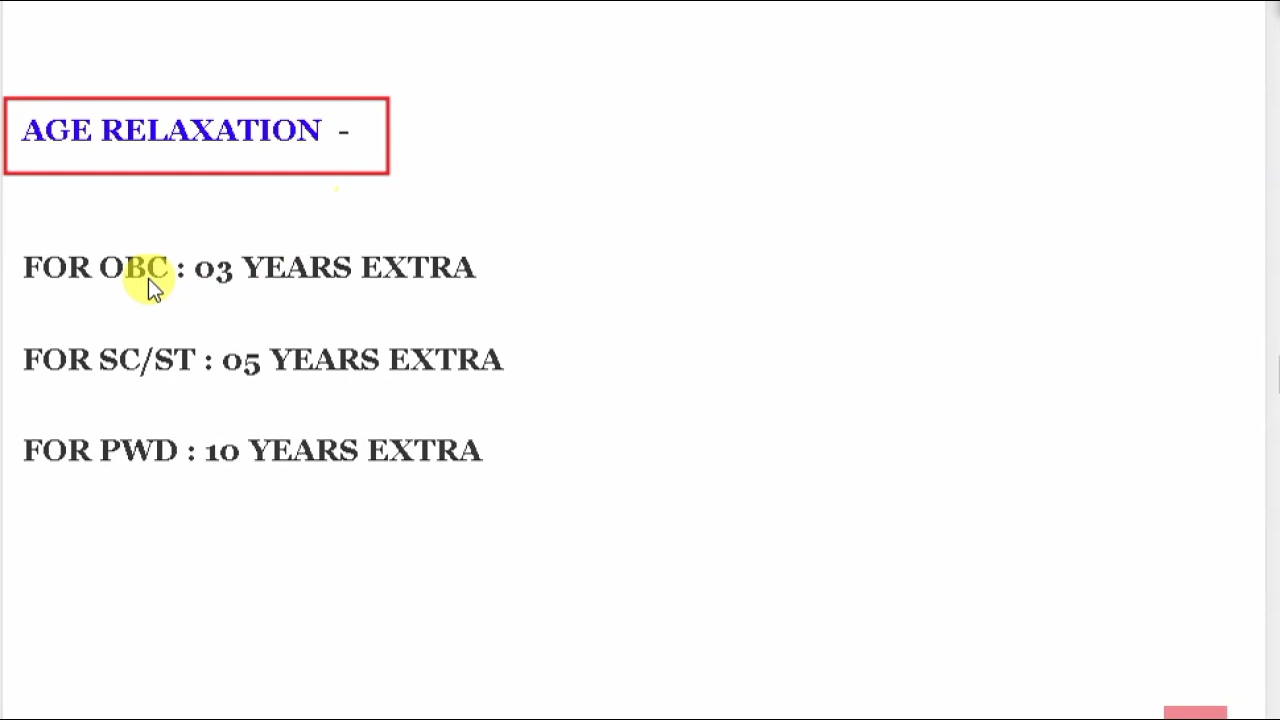 AGE RELAXATION -
FOR OBC : 03 YEARS EXTRA
FOR SC/ST : 05 YEARS EXTRA
FOR PWD : 10 YEARS EXTRA